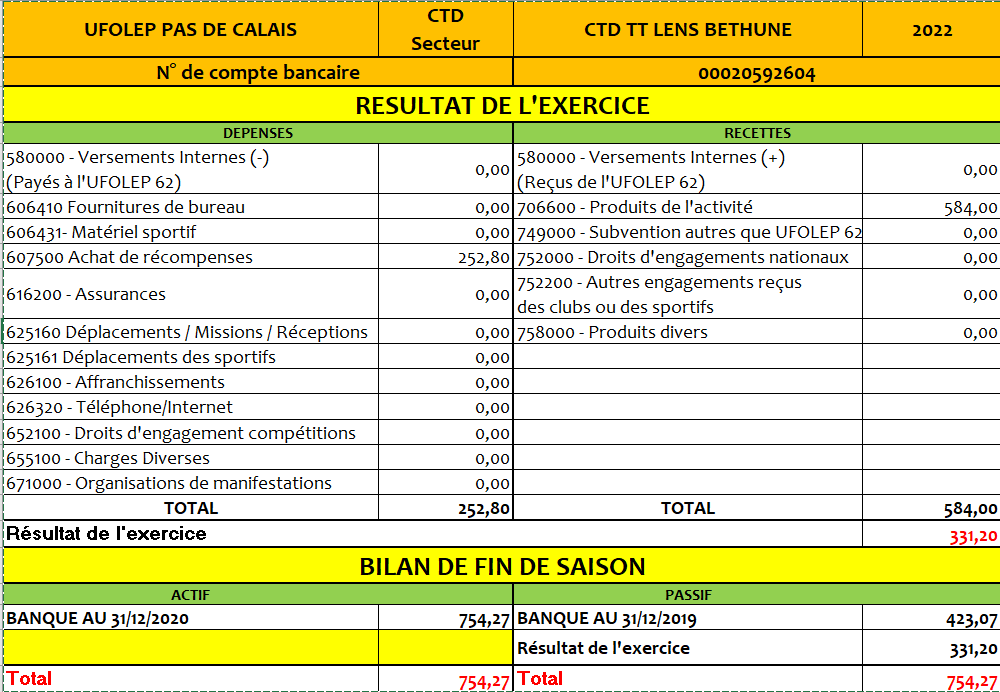 UFOLEP PAS DE CALAIS CTD Secteur CTD TT LENS BETHUNE 2022
N° de compte bancaire 00020592604
RESULTAT DE L'EXERCICE
DEPENSES RECETTES
580000 - Versements Internes (-) 580000 - Versements Internes (+)
(Payés à l'UFOLEP 62) 0,00 (Reçus de l'UFOLEP 62) 0,00
606410 Fournitures de bureau 0,00 706600 - Produits de l'activité 584,00
606431- Matériel sportif 0,00 749000 - Subvention autres que UFOLEP 62 0,00
607500 Achat de récompenses 252,80 752000 - Droits d'engagements nationaux 0,00
616200 - Assurances 0,00 752200 - Autres engagements reçus
des clubs ou des sportifs 0,00
625160 Déplacements / Missions / Réceptions 0,00 758000 - Produits divers 0,00
625161 Déplacements des sportifs 0,00
626100 - Affranchissements 0,00
626320 - Téléphone/Internet 0,00
652100 - Droits d'engagement compétitions 0,00
655100 - Charges Diverses 0,00
671000 - Organisations de manifestations 0,00
TOTAL 252,80 TOTAL 584,00
Résultat de l'exercice 331,20
BILAN DE FIN DE SAISON
ACTIF PASSIF
BANQUE AU 31/12/2020 754,27 BANQUE AU 31/12/2019 423,07
Résultat de l'exercice 331,20
Total 754,27 Total 754,27